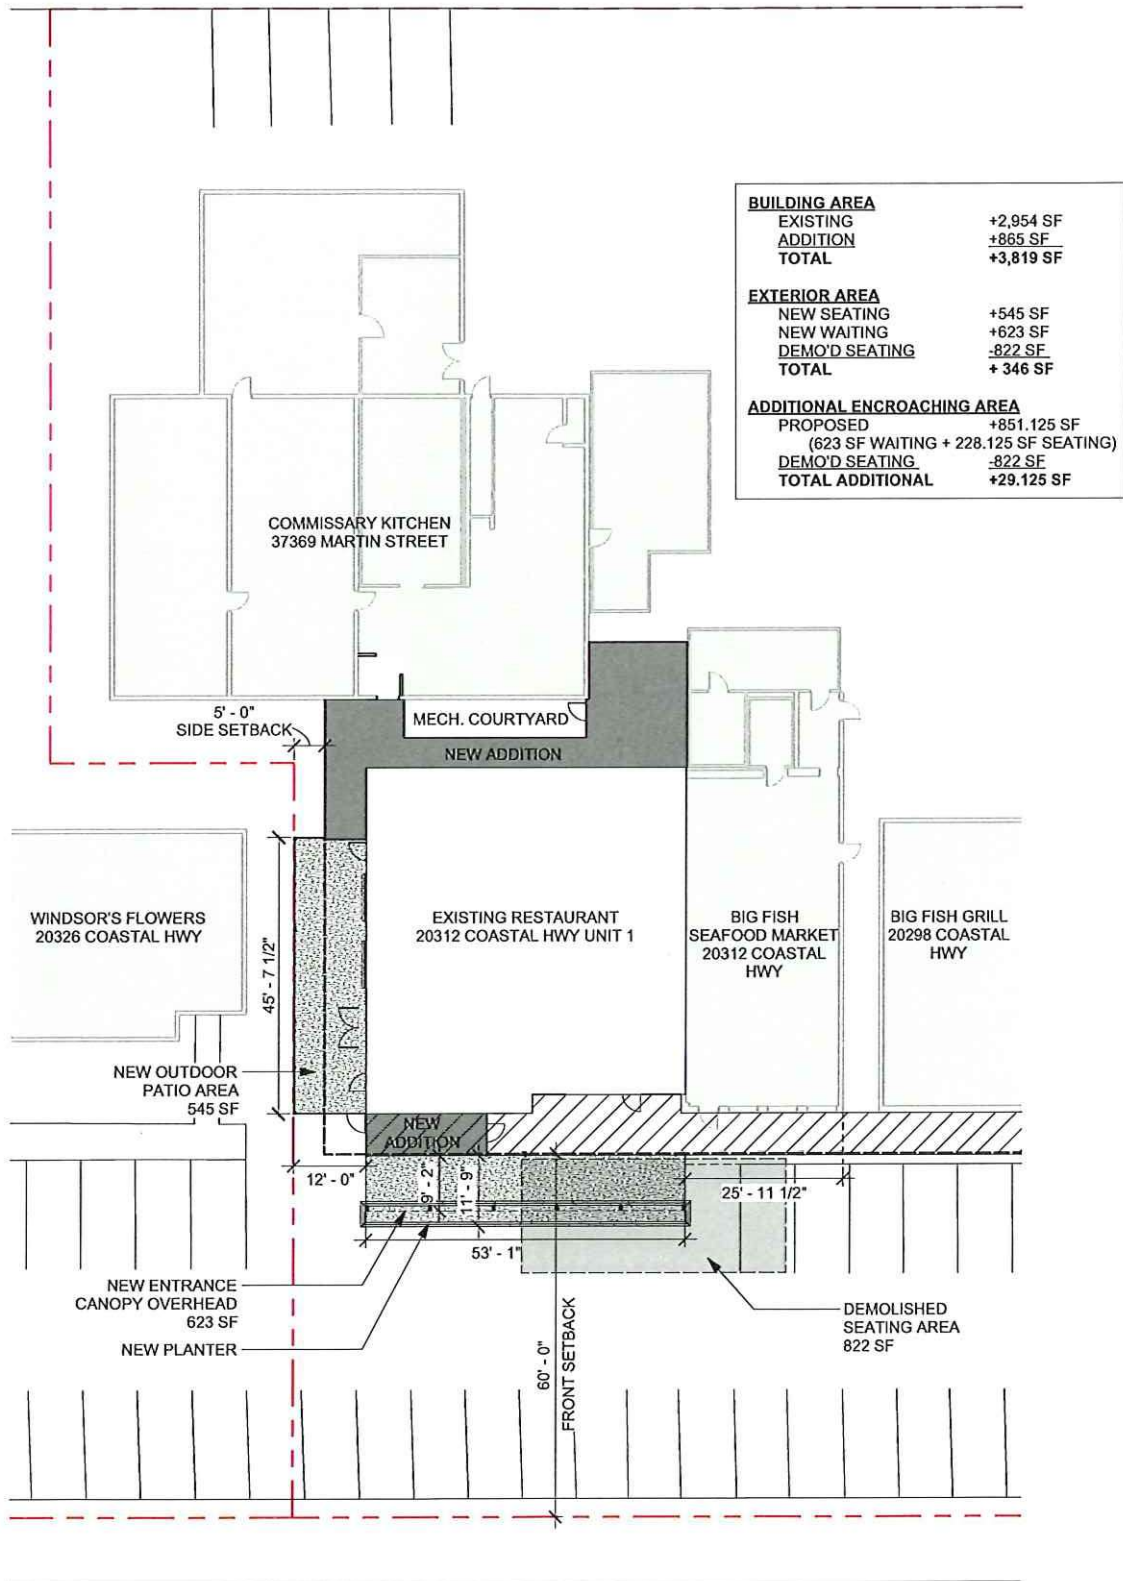 BUILDING AREA
EXISTING +2,954 SF
ADDITION +865 SF
TOTAL +3,819 SF
EXTERIOR AREA
NEW SEATING +545 SF
NEW WAITING +623 SF
DEMO'D SEATING -822 SF
TOTAL + 346 SF
ADDITIONAL ENCROACHING AREA
PROPOSED +851.125 SF
(623 SF WAITING + 228.125 SF SEATING)
DEMO'D SEATING -822 SF
TOTAL ADDITIONAL +29.125 SF
COMMISSARY KITCHEN
37369 MARTIN STREET
5' - 0"
SIDE SETBACK
MECH. COURTYARD
NEW ADDITION
WINDSOR'S FLOWERS
20326 COASTAL HWY
45' - 7 1/2"
EXISTING RESTAURANT
20312 COASTAL HWY UNIT 1
BIG FISH
SEAFOOD MARKET
20312 COASTAL
HWY
BIG FISH GRILL
20298 COASTAL
HWY
NEW OUTDOOR
PATIO AREA
545 SF
NEW
ADDITION
12' - 0"
9' - 2"
11' - 9"
25' - 11 1/2"
53' - 1"
NEW ENTRANCE
CANOPY OVERHEAD
623 SF
NEW PLANTER
60' - 0"
FRONT SETBACK
DEMOLISHED
SEATING AREA
822 SF